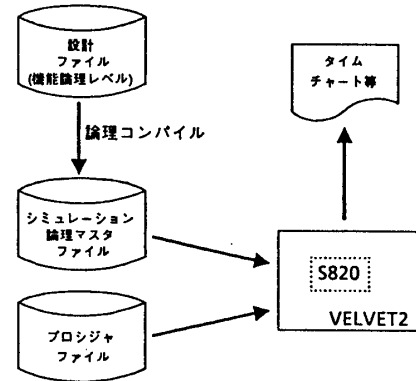 設計
ファイル
(機能論理レベル)
タイム
チャート等
論理コンパイル
シミュレーション
論理マスタ
ファイル
S820
VELVET2
プロシジャ
ファイル